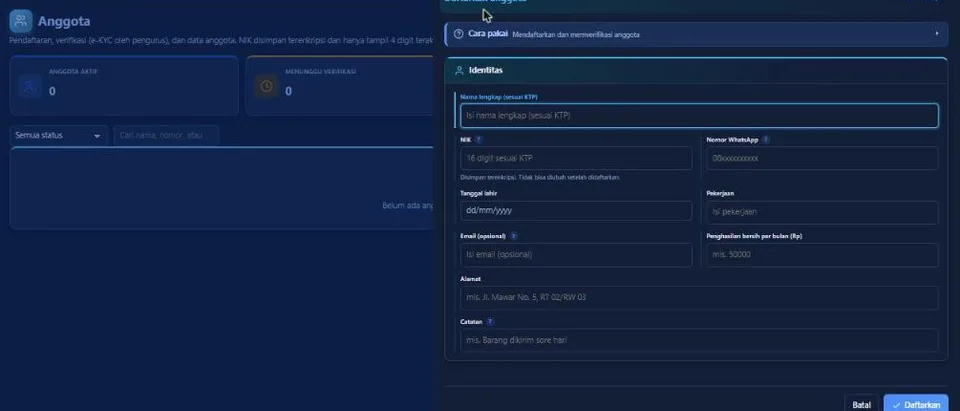 Anggota
Pendaftaran, verifikasi (e-KYC oleh pengurus), dan data anggota. NIK disimpan terenkripsi dan hanya tampil 4 digit terak
ANGGOTA AKTIF
0
MENUNGGU VERIFIKASI
0
Semua status
Cari nama, nomor, atau
Belum ada ang
Cara pakai Mendaftarkan dan memverifikasi anggota
Identitas
Nama lengkap (sesuai KTP)
Isi nama lengkap (sesuai KTP)
NIK ?
16 digit sesuai KTP
Disimpan terenkripsi. Tidak bisa diubah setelah didaftarkan.
Nomor WhatsApp ?
08xxxxxxxxxx
Tanggal lahir
dd/mm/yyyy
Pekerjaan
Isi pekerjaan
Email (opsional) ?
Isi email (opsional)
Penghasilan bersih per bulan (Rp)
mis. 50000
Alamat
mis. Jl. Mawar No. 5, RT 02/RW 03
Catatan ?
mis. Barang dikirim sore hari
Batal
Daftarkan